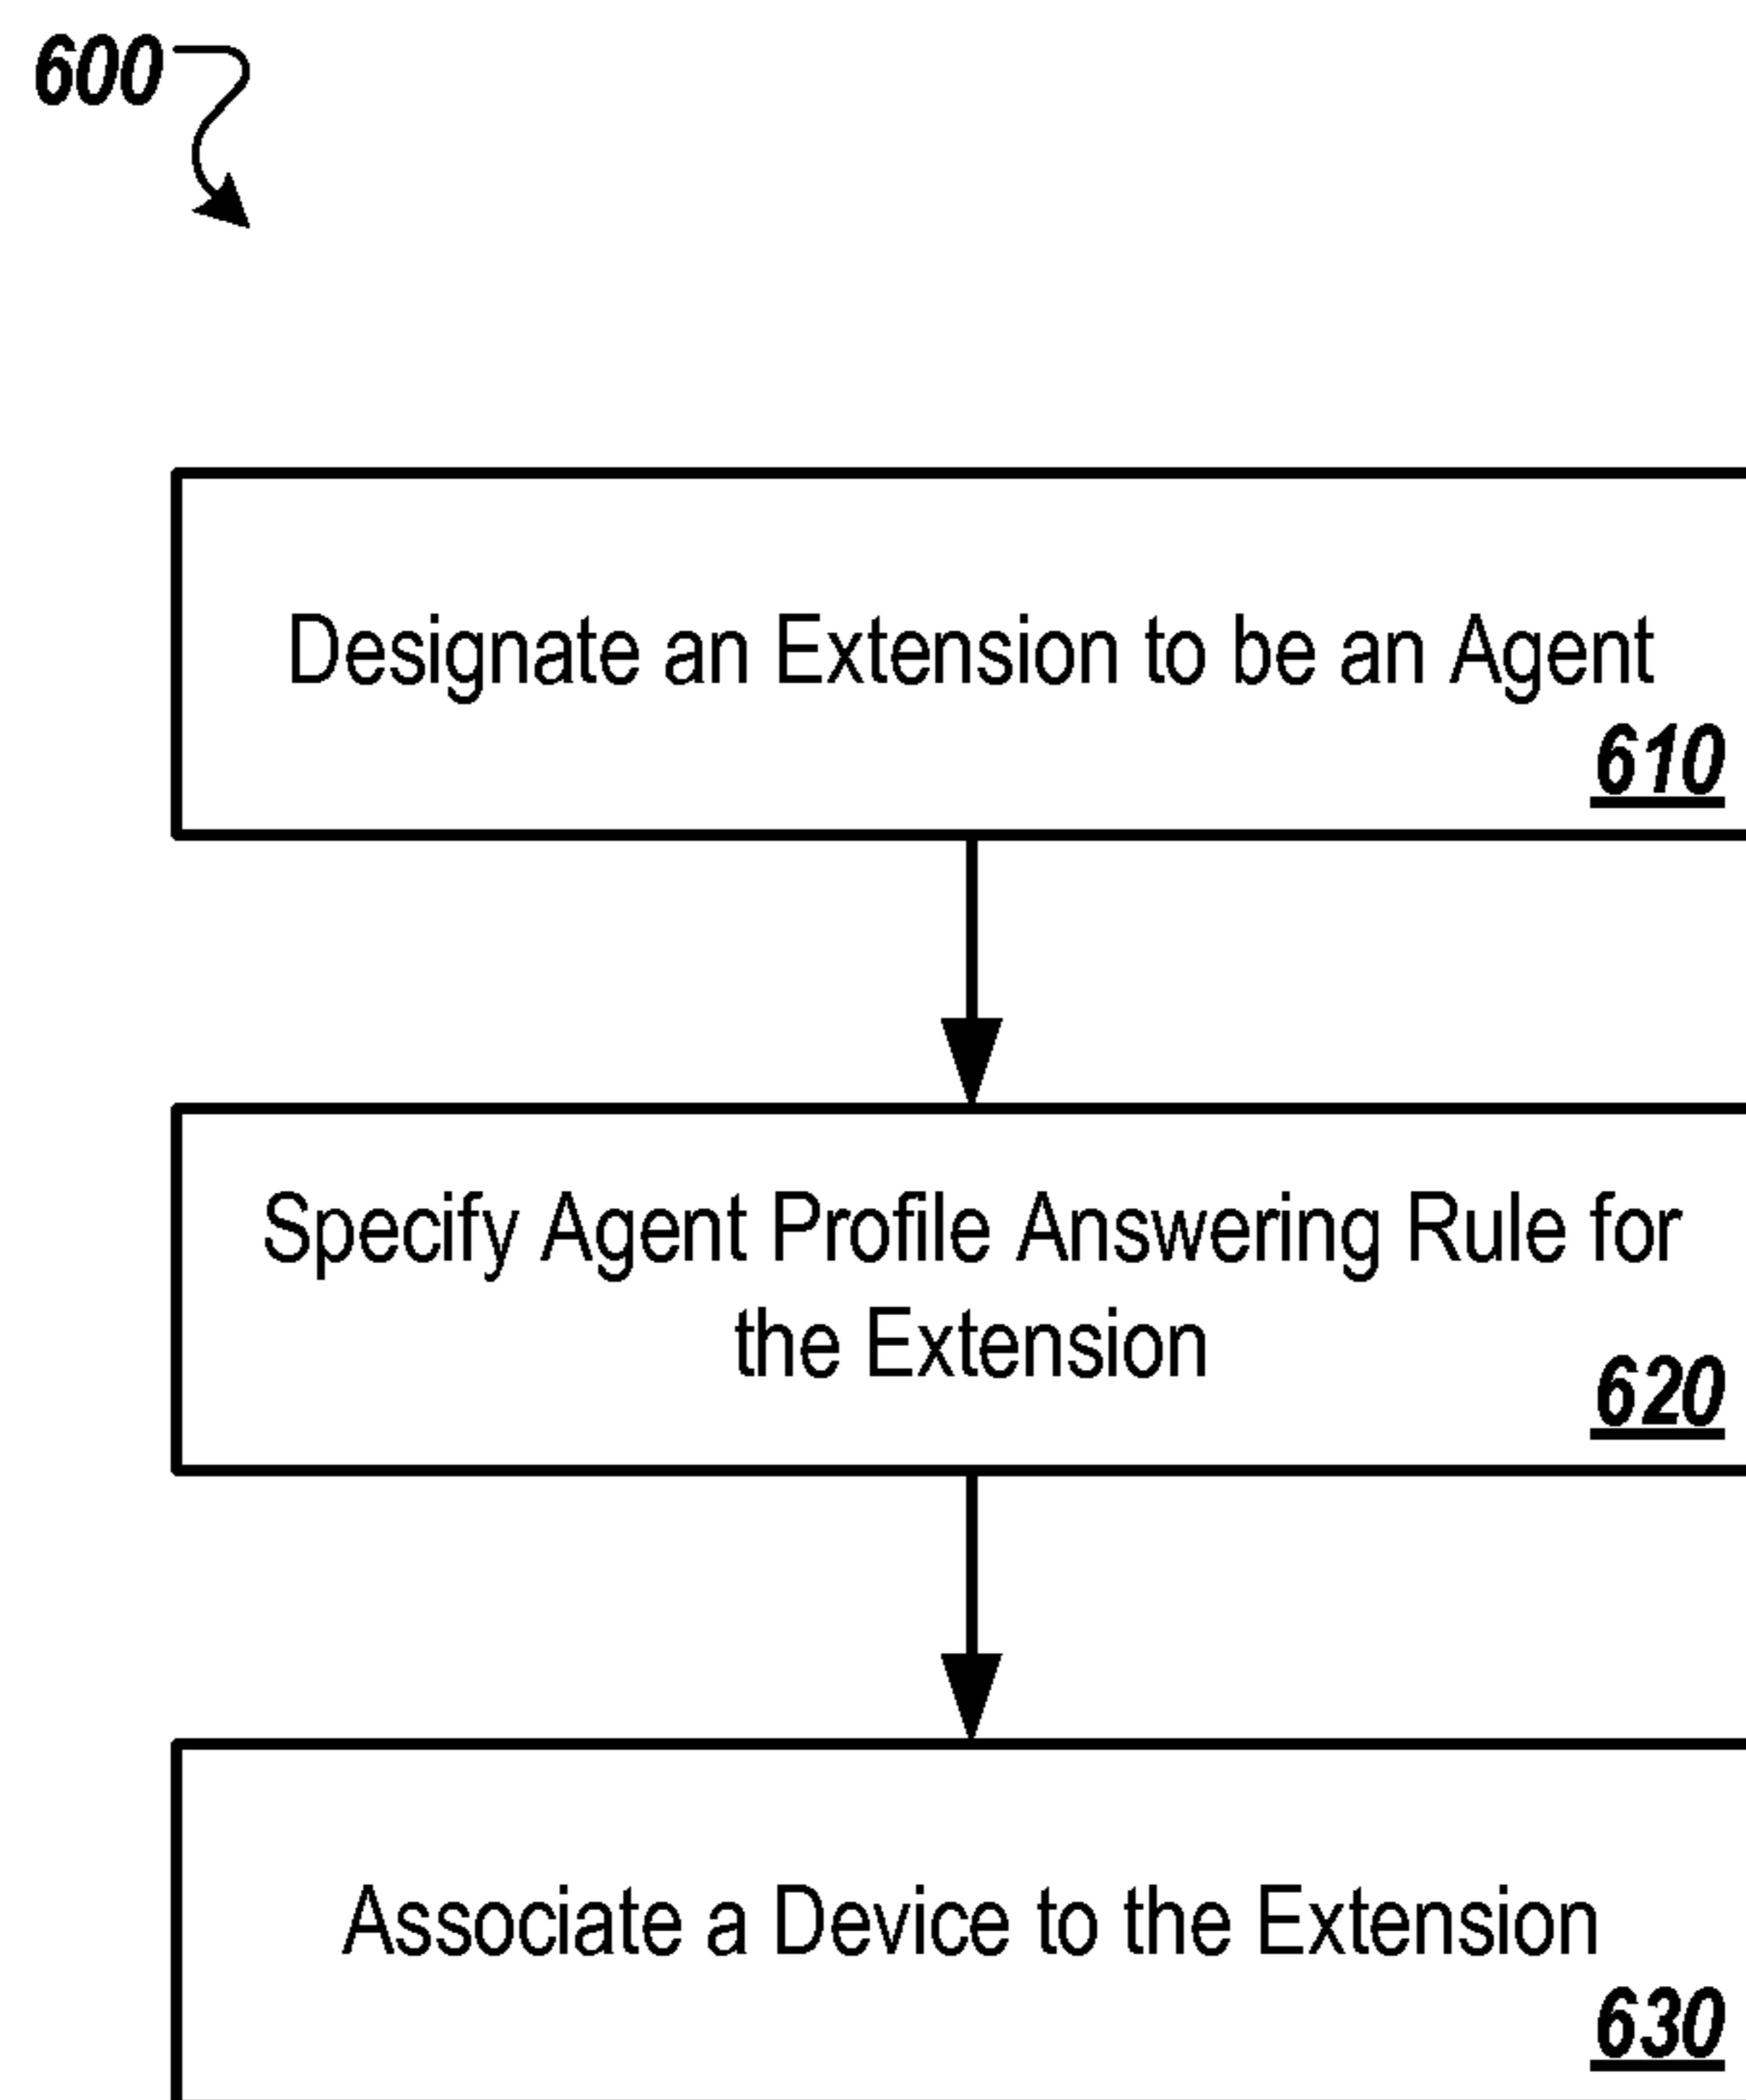 600
Designate an Extension to be an Agent
610
Specify Agent Profile Answering Rule for
the Extension
620
Associate a Device to the Extension
630